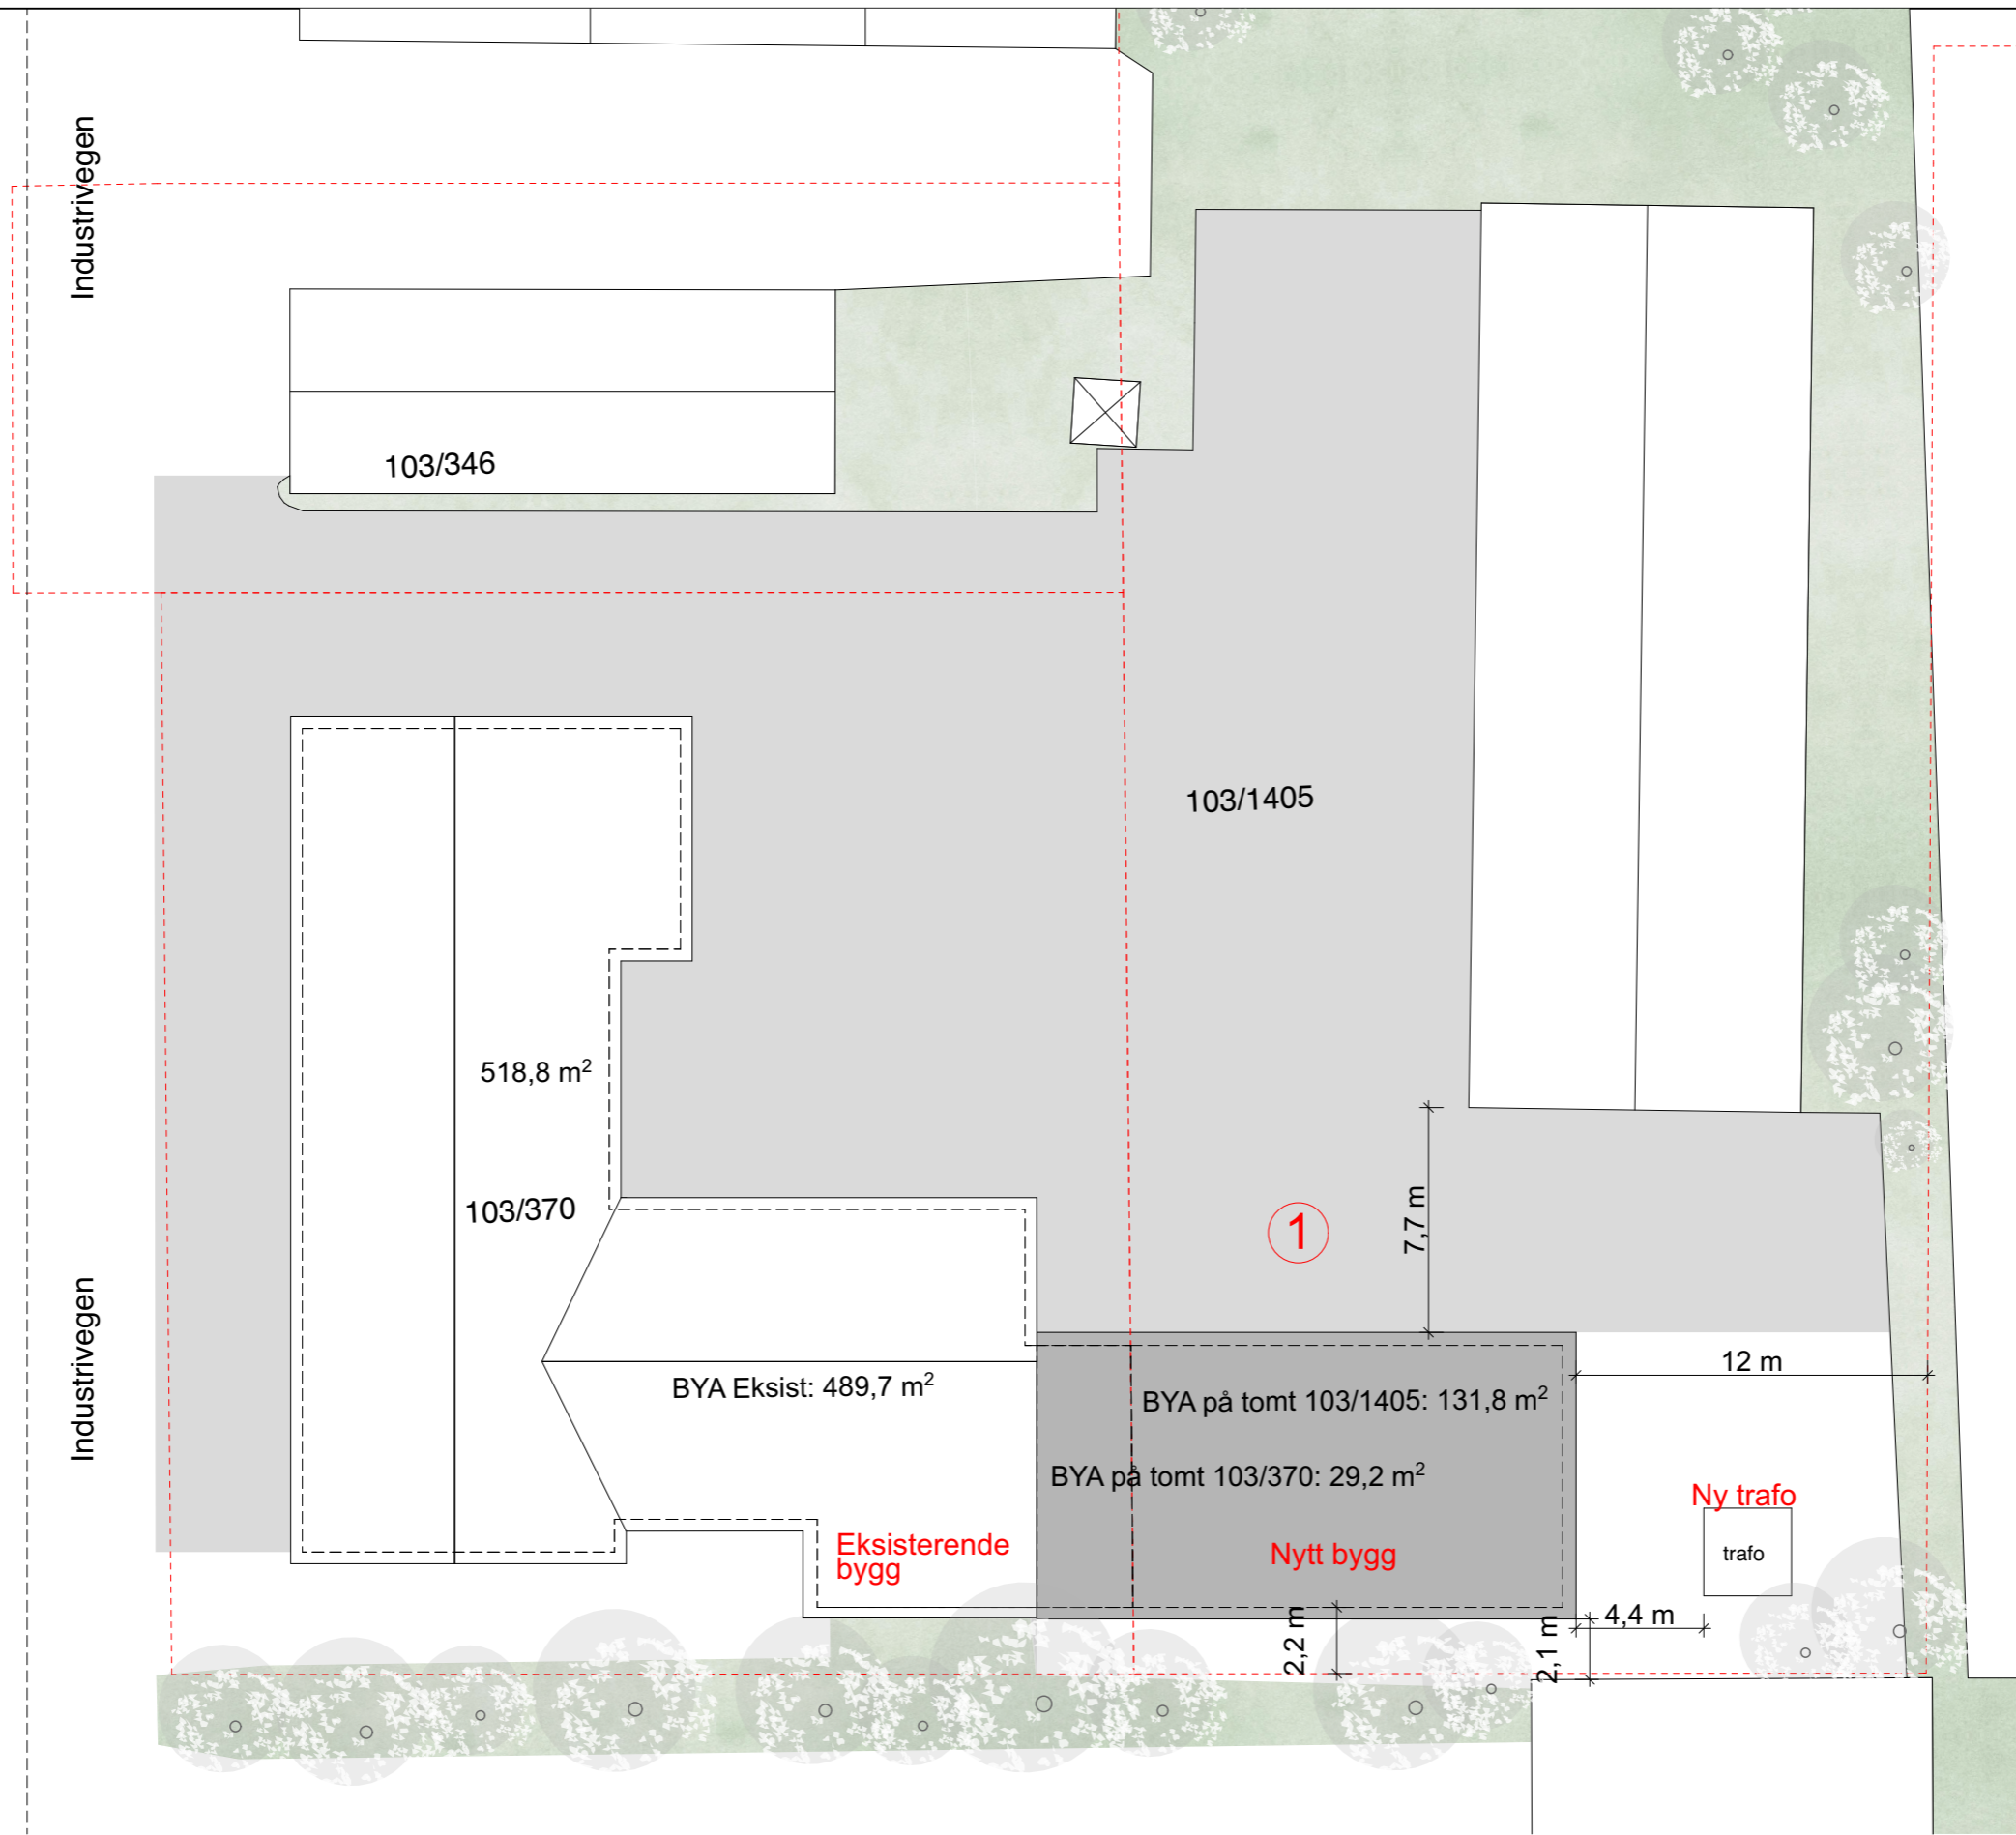 Industrivegen
103/346
103/1405
518,8 m²
103/370
Industrivegen
1
7,7 m
12 m
BYA Eksist: 489,7 m²
BYA på tomt 103/1405: 131,8 m²
BYA på tomt 103/370: 29,2 m²
Ny trafo
trafo
Eksisterende
bygg
Nytt bygg
2,2 m
2,1 m
4,4 m